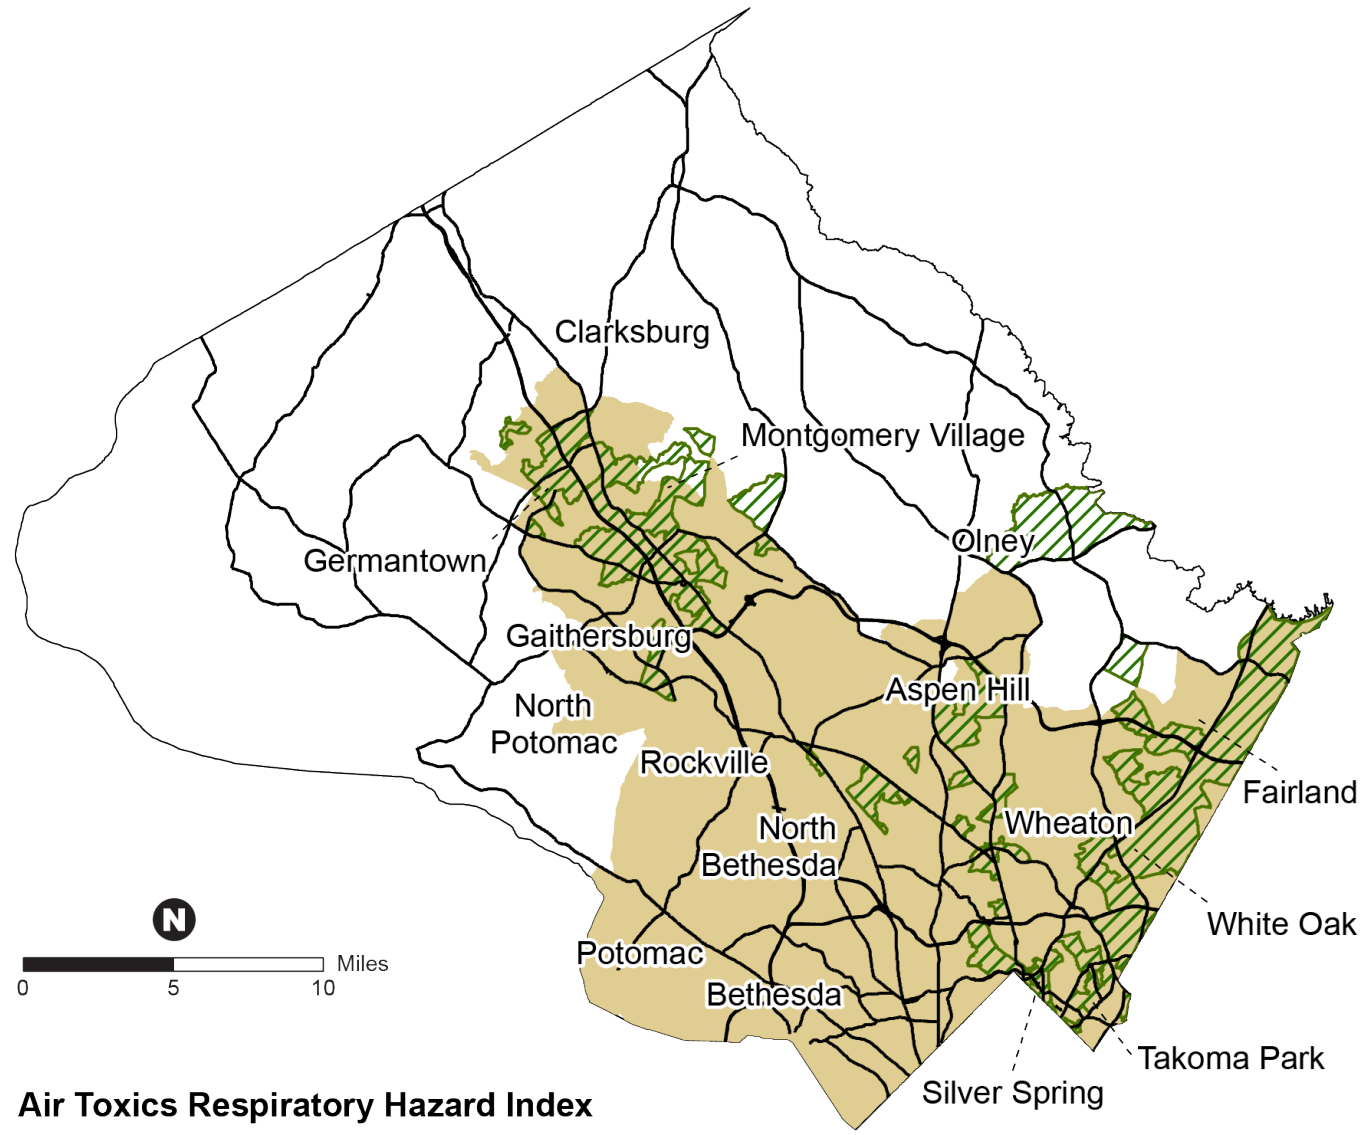 Clarksburg
Montgomery Village
Olney
Germantown
Gaithersburg
Aspen Hill
North
Potomac
Rockville
Fairland
North
Bethesda
Wheaton
White Oak
N
Miles
0 5 10
Potomac
Bethesda
Takoma Park
Silver Spring
Air Toxics Respiratory Hazard Index